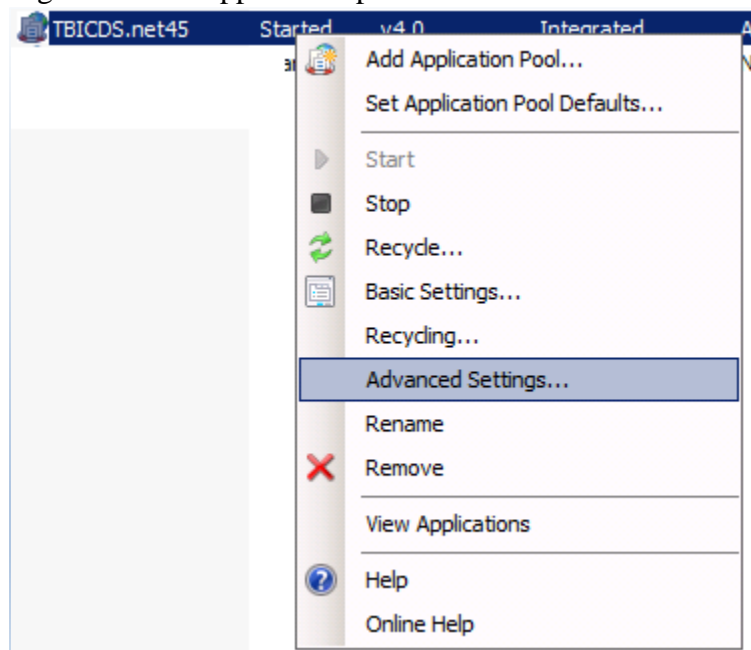 TBICDS.net45 Started v4.0 Integrated
Add Application Pool...
Set Application Pool Defaults...
Start
Stop
Recycle...
Basic Settings...
Recycling...
Advanced Settings...
Rename
Remove
View Applications
Help
Online Help